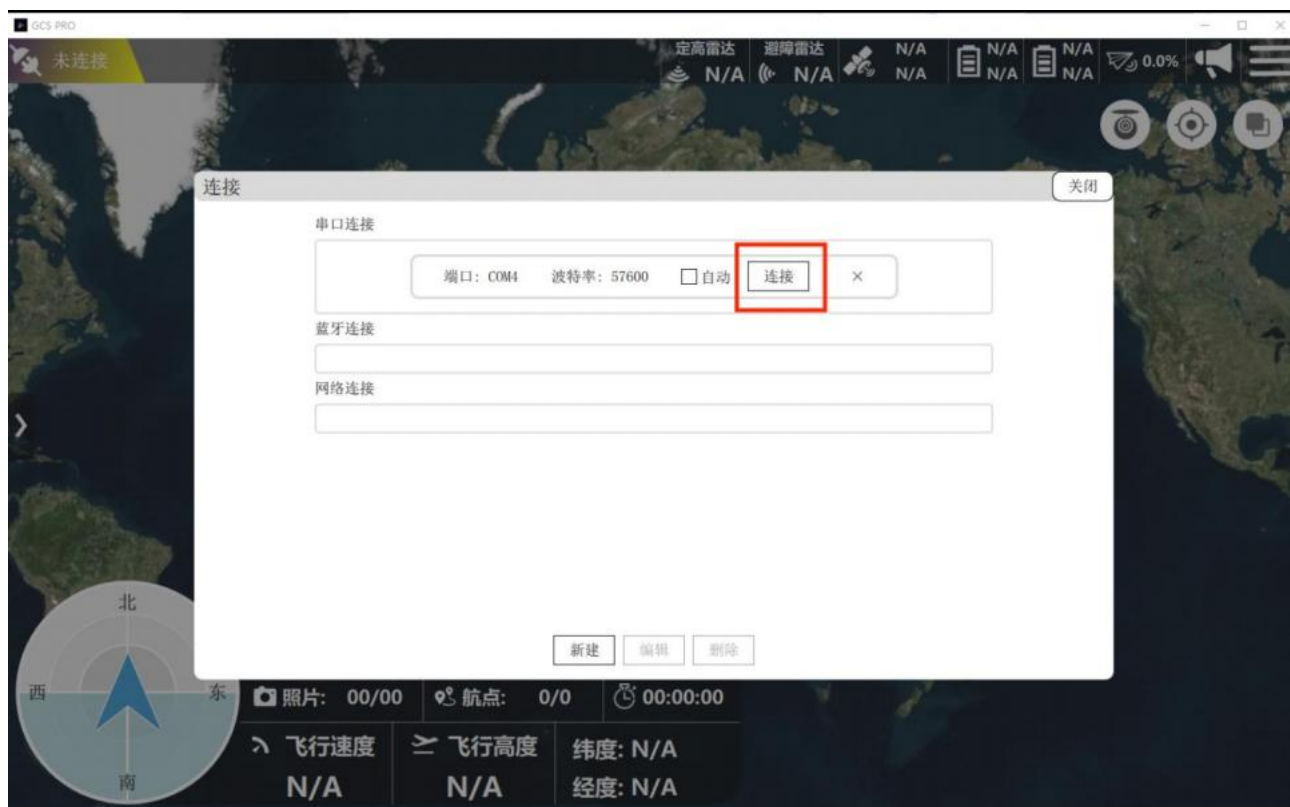 GCS PRO
未连接
定高雷达 N/A
避障雷达 N/A
N/A
N/A
N/A
N/A
N/A
N/A
0.0%
连接
关闭
串口连接
端口: COM4 波特率: 57600 自动 连接 ×
蓝牙连接
网络连接
新建 编辑 删除
北
西 东
南
照片: 00/00 航点: 0/0 00:00:00
飞行速度 飞行高度 纬度: N/A
N/A N/A 经度: N/A